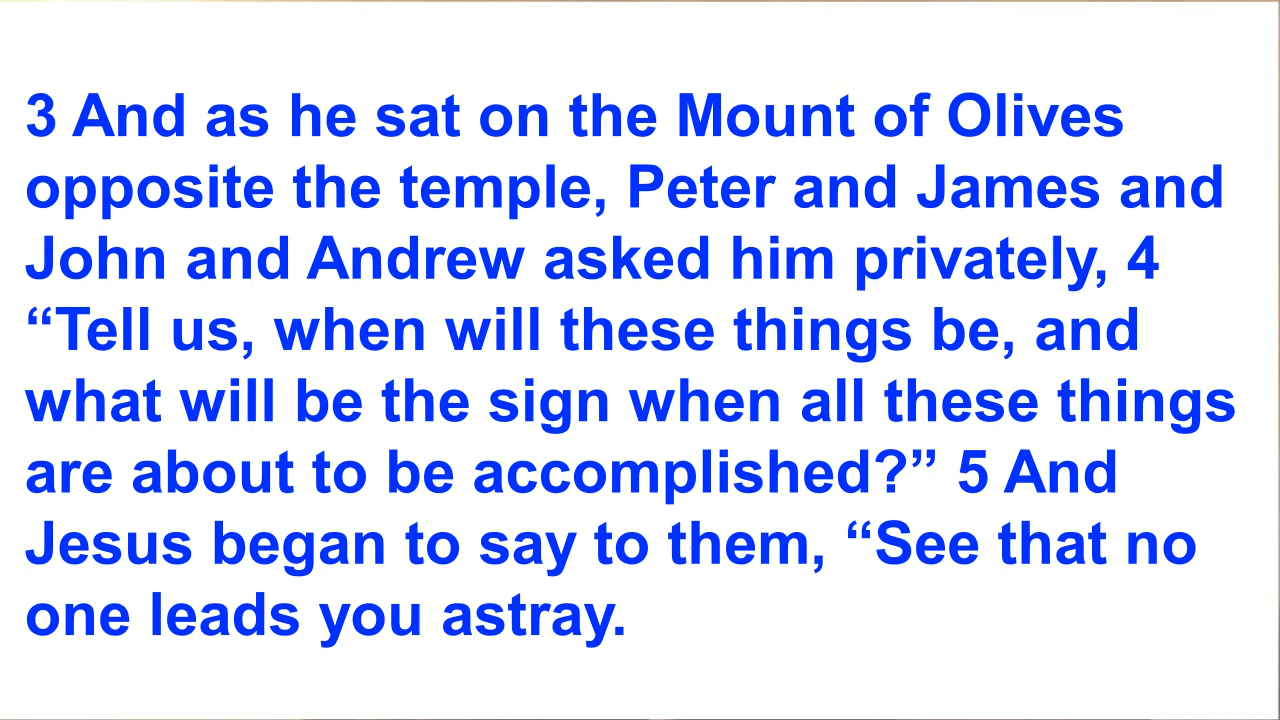 3 And as he sat on the Mount of Olives
opposite the temple, Peter and James and
John and Andrew asked him privately, 4
“Tell us, when will these things be, and
what will be the sign when all these things
are about to be accomplished?” 5 And
Jesus began to say to them, “See that no
one leads you astray.